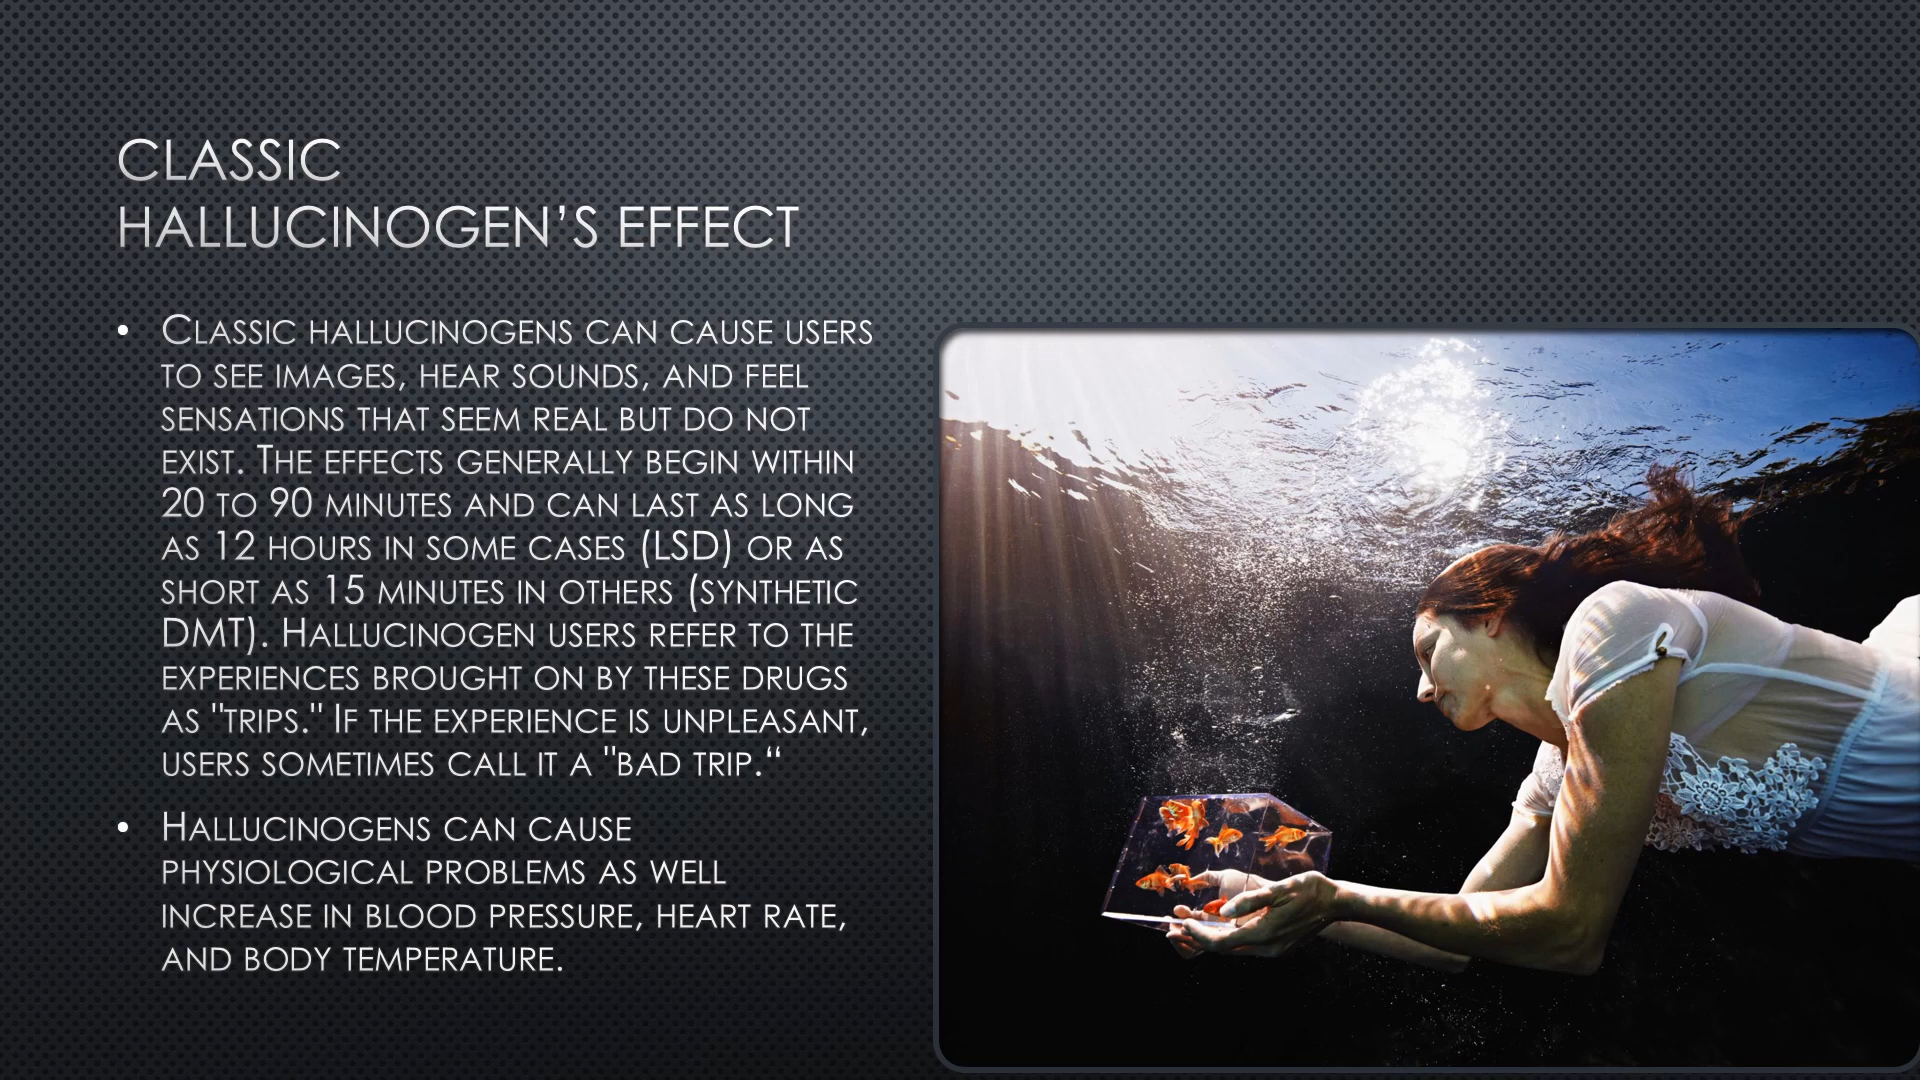 CLASSIC
HALLUCINOGEN’S EFFECT
• CLASSIC HALLUCINOGENS CAN CAUSE USERS
TO SEE IMAGES, HEAR SOUNDS, AND FEEL
SENSATIONS THAT SEEM REAL BUT DO NOT
EXIST. THE EFFECTS GENERALLY BEGIN WITHIN
20 TO 90 MINUTES AND CAN LAST AS LONG
AS 12 HOURS IN SOME CASES (LSD) OR AS
SHORT AS 15 MINUTES IN OTHERS (SYNTHETIC
DMT). HALLUCINOGEN USERS REFER TO THE
EXPERIENCES BROUGHT ON BY THESE DRUGS
AS "TRIPS." IF THE EXPERIENCE IS UNPLEASANT,
USERS SOMETIMES CALL IT A "BAD TRIP.“
• HALLUCINOGENS CAN CAUSE
PHYSIOLOGICAL PROBLEMS AS WELL
INCREASE IN BLOOD PRESSURE, HEART RATE,
AND BODY TEMPERATURE.